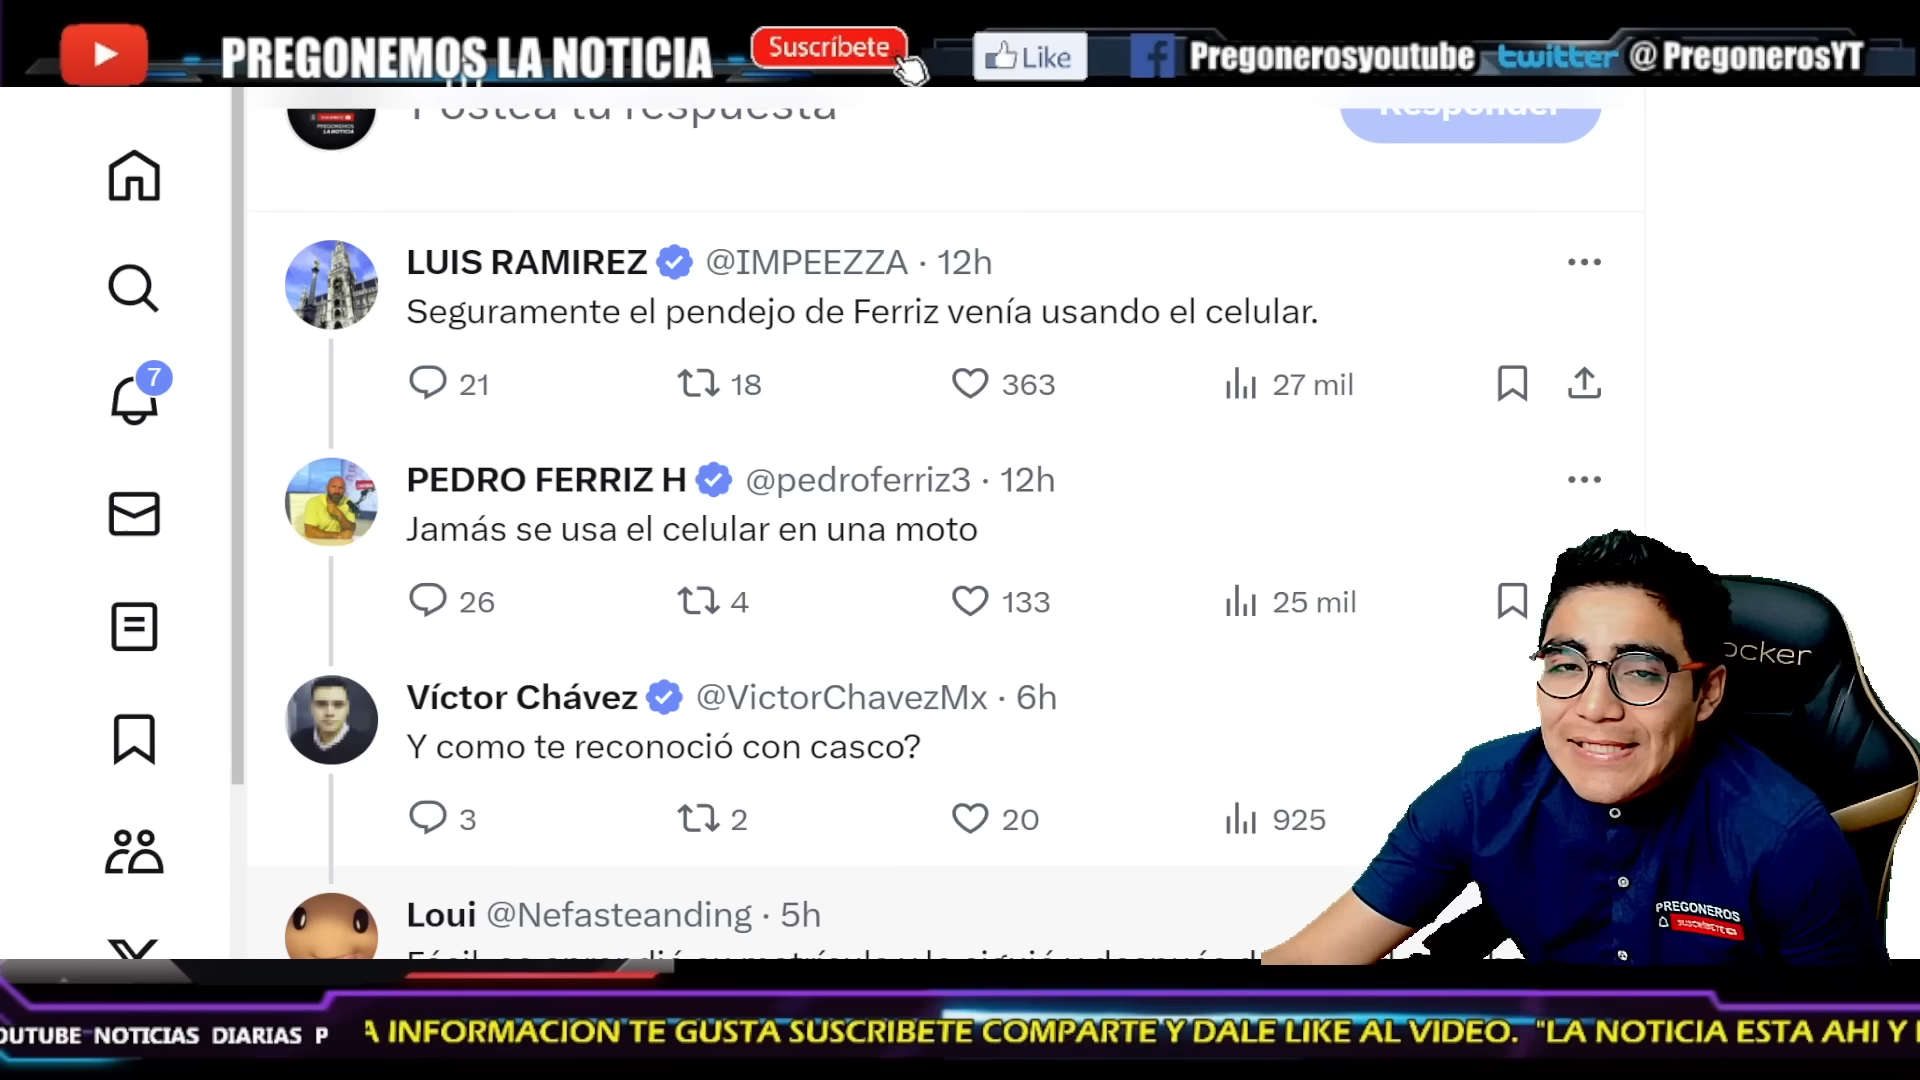 PREGONEMOS LA NOTICIA
Suscríbete
Like
Pregonerosyoutube
twitter @PregonerosYT
Postea tu respuesta
Responder
LUIS RAMIREZ @IMPEEZZA · 12h
Seguramente el pendejo de Ferriz venía usando el celular.
21 18 363 27 mil
7
PEDRO FERRIZ H @pedroferriz3 · 12h
Jamás se usa el celular en una moto
26 4 133 25 mil
Víctor Chávez @VictorChavezMx · 6h
Y como te reconoció con casco?
3 2 20 925
Loui @Nefasteanding · 5h
ocker
PREGONEROS
SUSCRÍBETE
OUTUBE NOTICIAS DIARIAS P
A INFORMACION TE GUSTA SUSCRIBETE COMPARTE Y DALE LIKE AL VIDEO. "LA NOTICIA ESTA AHI Y